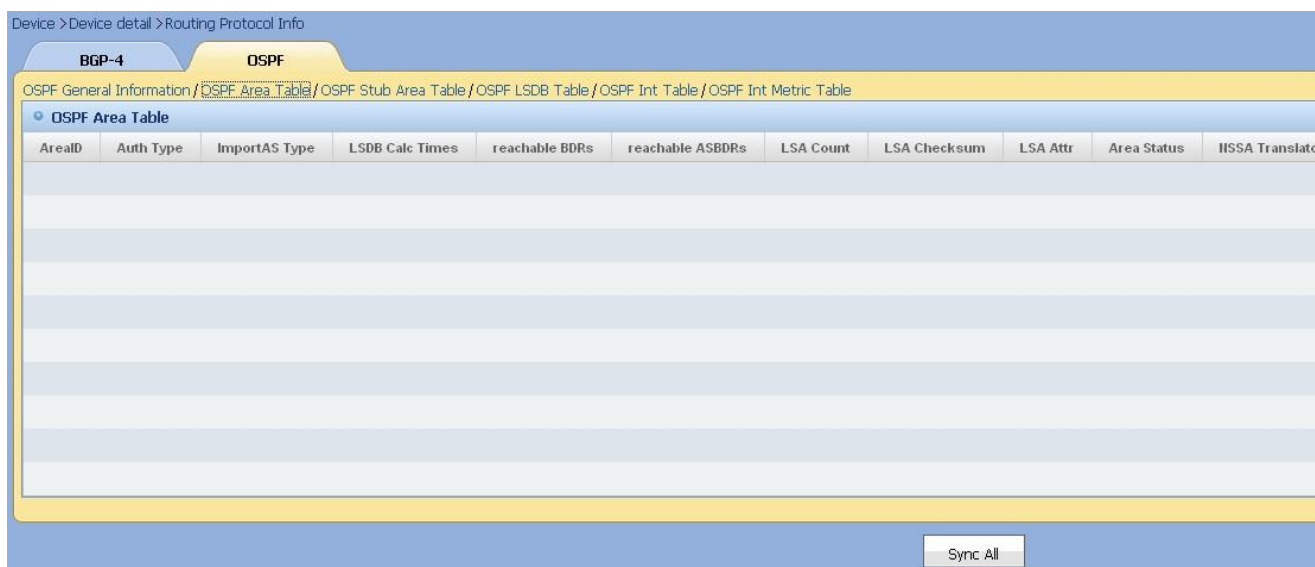 Device >Device detail >Routing Protocol Info
BGP-4 OSPF
OSPF General Information / OSPF Area Table / OSPF Stub Area Table / OSPF LSDB Table / OSPF Int Table / OSPF Int Metric Table
OSPF Area Table
AreaID Auth Type ImportAS Type LSDB Calc Times reachable BDRs reachable ASBDRs LSA Count LSA Checksum LSA Attr Area Status NSSA Translato
Sync All